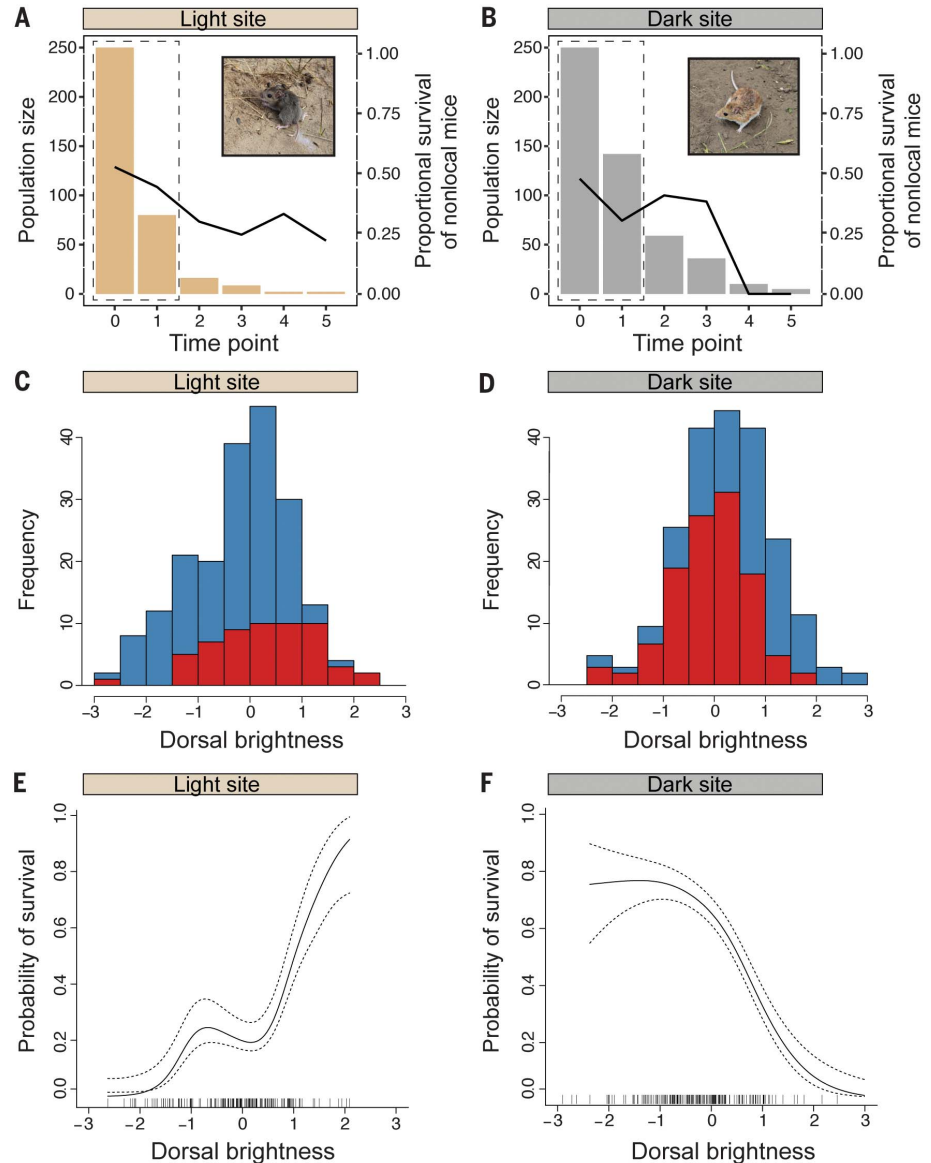 A
Light site
250
200
150
100
50
0
Population size
1.00
0.75
0.50
0.25
0.00
Proportional survival
of nonlocal mice
0 1 2 3 4 5
Time point
B
Dark site
250
200
150
100
50
0
Population size
1.00
0.75
0.50
0.25
0.00
Proportional survival
of nonlocal mice
0 1 2 3 4 5
Time point
C
Light site
40
30
20
10
0
Frequency
−3 −2 −1 0 1 2 3
Dorsal brightness
D
Dark site
40
30
20
10
0
Frequency
−3 −2 −1 0 1 2 3
Dorsal brightness
E
Light site
1.0
0.8
0.6
0.4
0.2
0.0
Probability of survival
−3 −2 −1 0 1 2 3
Dorsal brightness
F
Dark site
1.0
0.8
0.6
0.4
0.2
0.0
Probability of survival
−3 −2 −1 0 1 2 3
Dorsal brightness